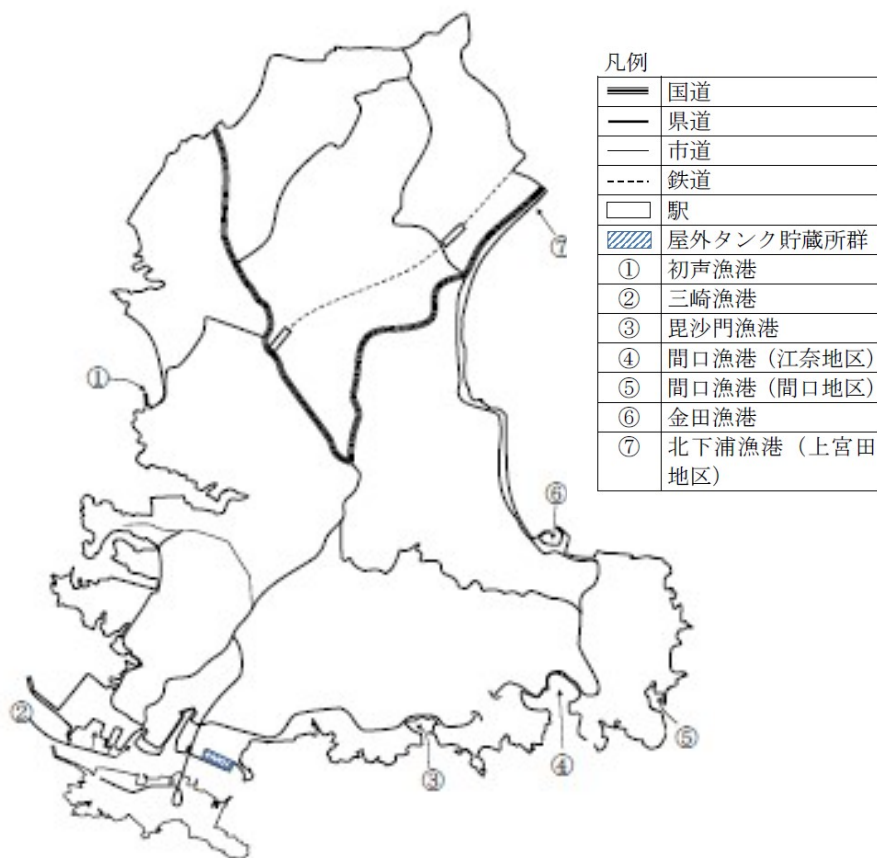 凡例
国道
県道
市道
鉄道
駅
屋外タンク貯蔵所群
① 初声漁港
② 三崎漁港
③ 毘沙門漁港
④ 間口漁港（江奈地区）
⑤ 間口漁港（間口地区）
⑥ 金田漁港
⑦ 北下浦漁港（上宮田
地区）
⑦
①
⑥
②
⑤
③
④